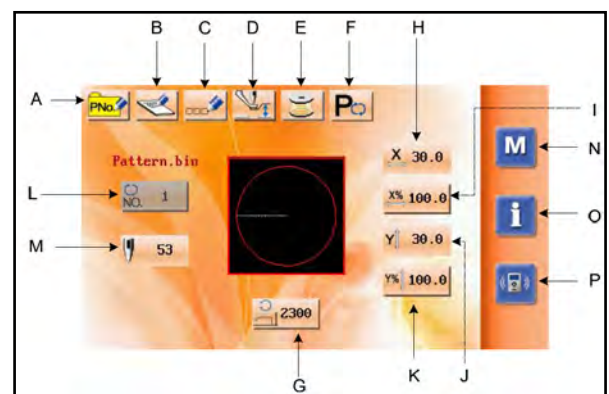 B C D E F H
A
PNo.
P
I
Pattern.bin
X 30.0
M
N
L
NO. 1
X% 100.0
i
O
M
53
Y 30.0
P
Y% 100.0
2300
G K J